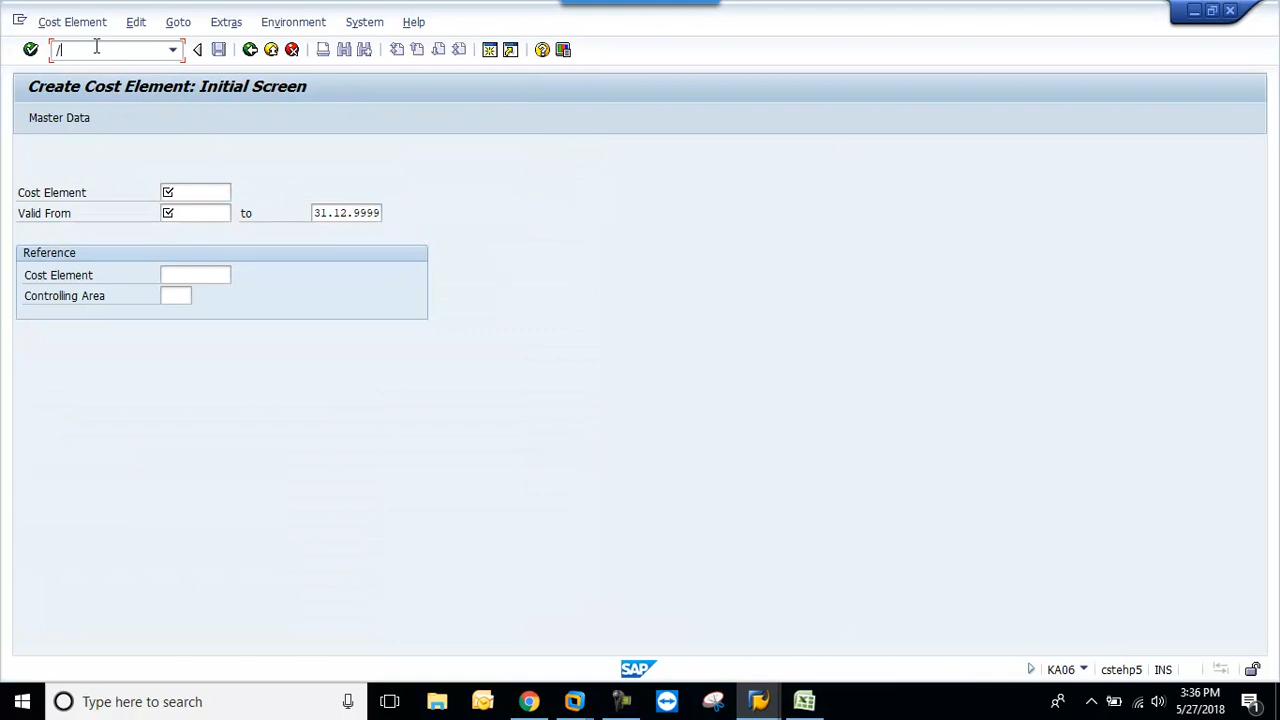 Cost Element Edit Goto Extras Environment System Help
/
Create Cost Element: Initial Screen
Master Data
Cost Element
Valid From to 31.12.9999
Reference
Cost Element
Controlling Area
SAP
KA06 cstehp5 INS
Type here to search
3:36 PM
5/27/2018
1